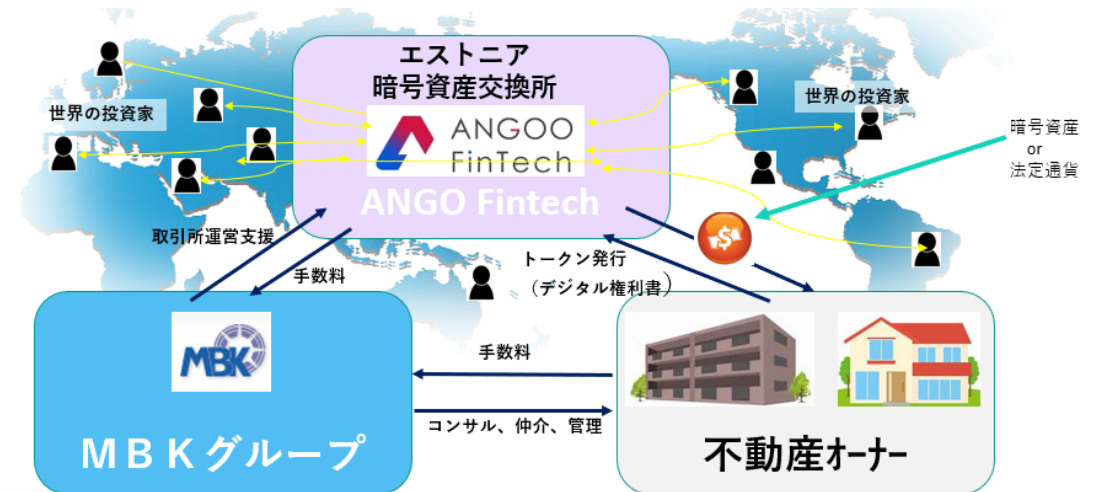 エストニア
暗号資産交換所
世界の投資家
世界の投資家
ANGOO
FinTech
ANGO Fintech
暗号資産
or
法定通貨
取引所運営支援
手数料
トークン発行
（デジタル権利書）
$
MBK
手数料
コンサル、仲介、管理
ＭＢＫグループ
不動産ｵｰﾅｰ